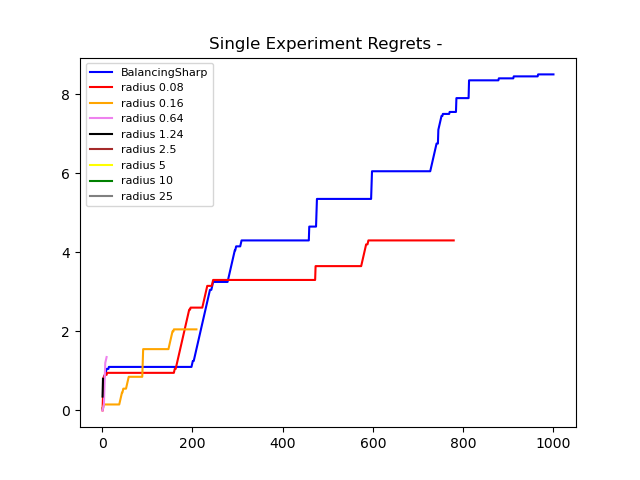 Single Experiment Regrets -
BalancingSharp
radius 0.08
radius 0.16
radius 0.64
radius 1.24
radius 2.5
radius 5
radius 10
radius 25
8
6
4
2
0
0 200 400 600 800 1000